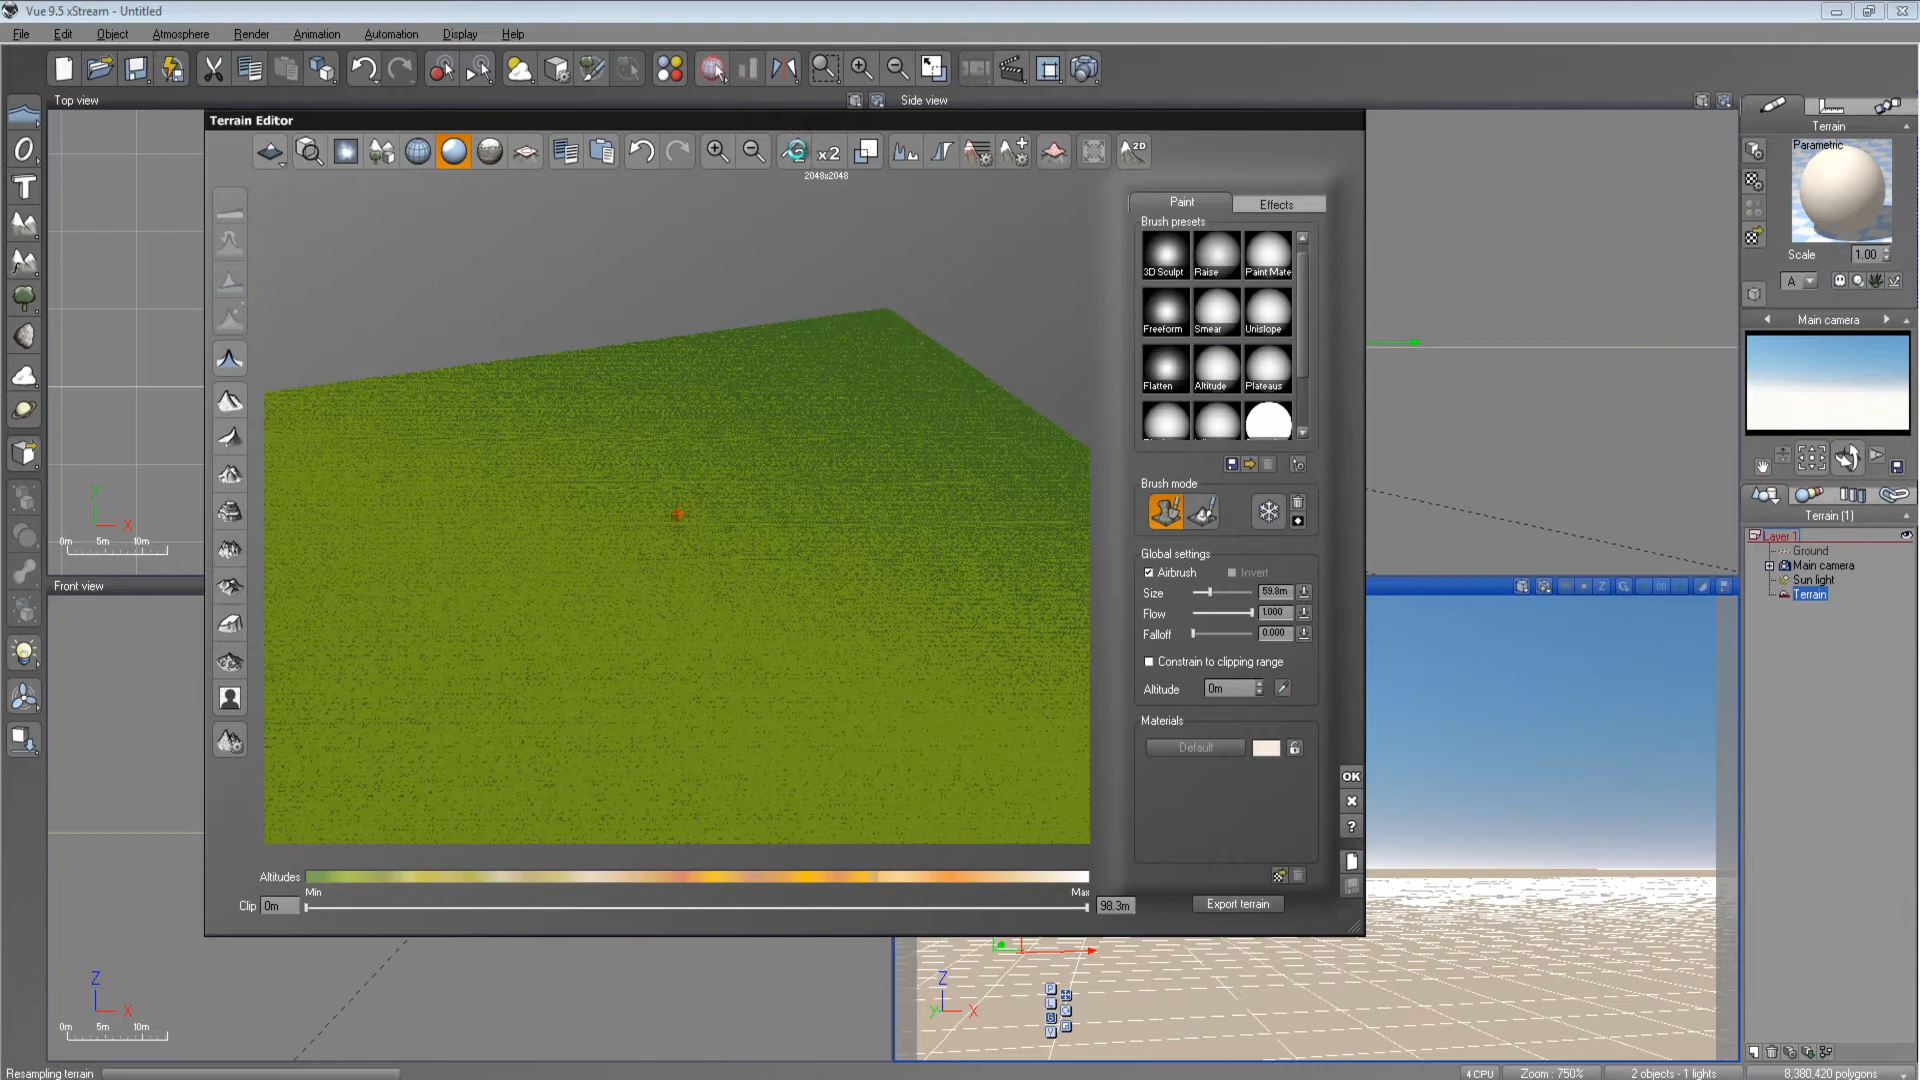 Vue 9.5 xStream - Untitled
File Edit Object Atmosphere Render Animation Automation Display Help
Top view
Side view
Terrain Editor
Terrain
2D
x2
2048x2048
Parametric
Paint
Effects
Brush presets
3D Sculpt
Raise
Paint Mate
Scale
1.00
A
Freeform
Smear
Unislope
Main camera
Flatten
Altitude
Plateaus
Brush mode
Terrain (1)
Y
X
0m 5m 10m
Layer 1
Ground
Main camera
Sun light
Terrain
Global settings
Airbrush
Invert
Size
59.8m
Flow
1.000
Falloff
0.000
Front view
Constrain to clipping range
Altitude
0m
Materials
Default
OK
?
Altitudes
Min
Max
Clip
0m
98.3m
Export terrain
Z
X
0m 5m 10m
Z
Y
X
P
L
Resampling terrain
4 CPU
Zoom : 750%
2 objects - 1 lights
8,380,420 polygons